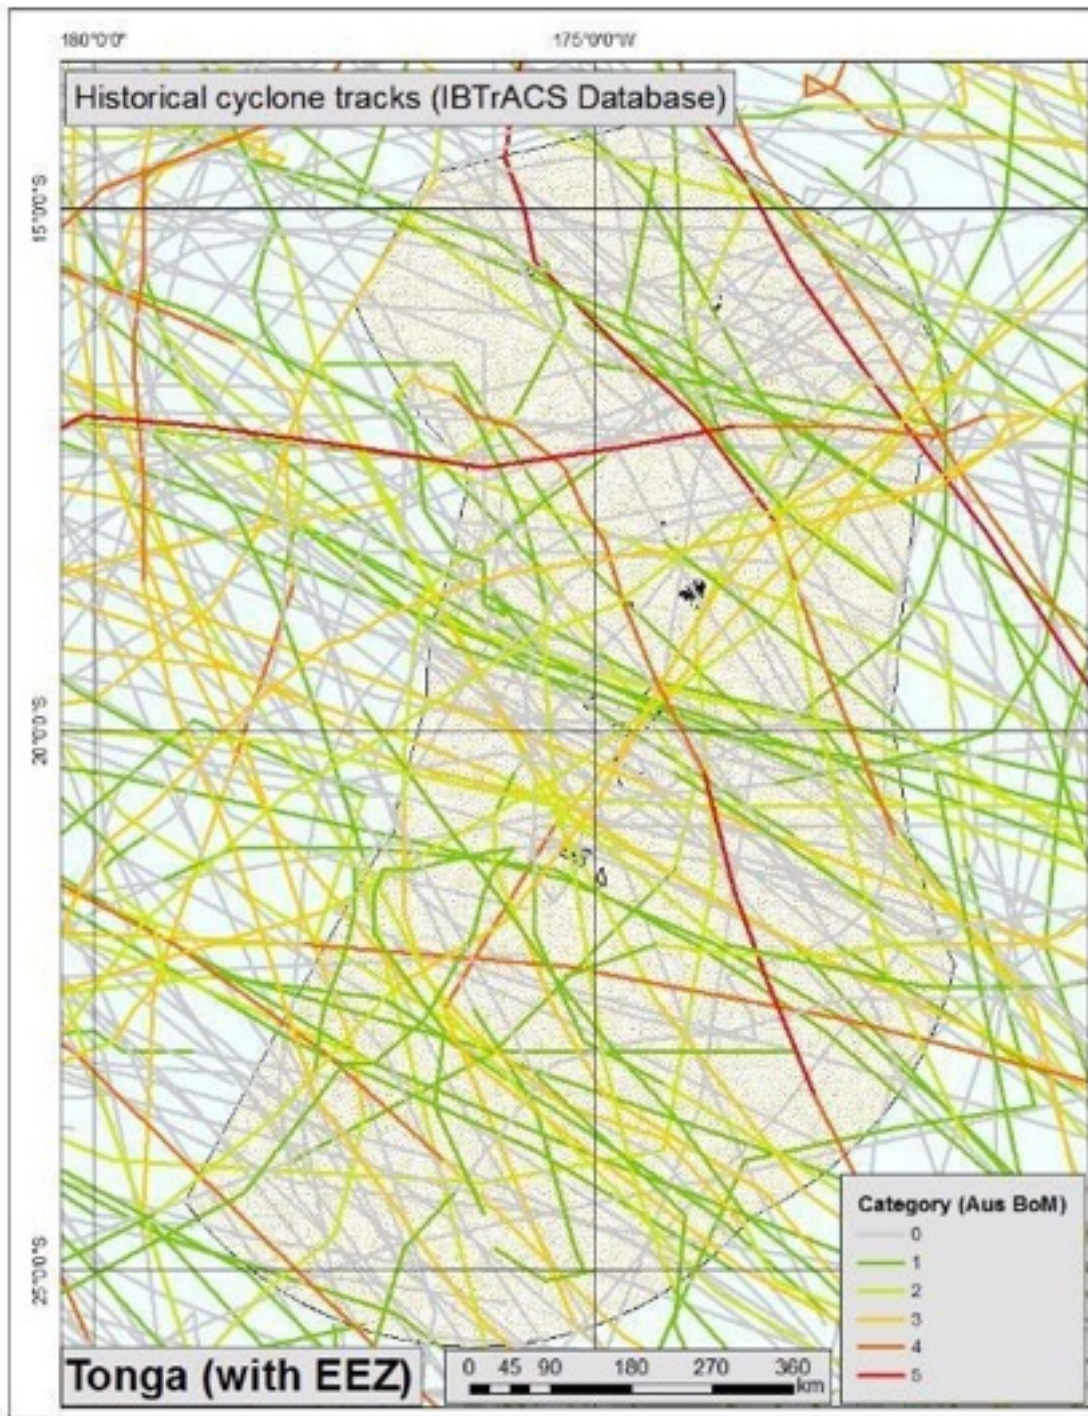 180°0'0"
175°0'0"W
Historical cyclone tracks (IBTrACS Database)
15°0'0"S
20°0'0"S
25°0'0"S
Category (Aus BoM)
0
1
2
3
4
5
Tonga (with EEZ)
0 45 90 180 270 360
km